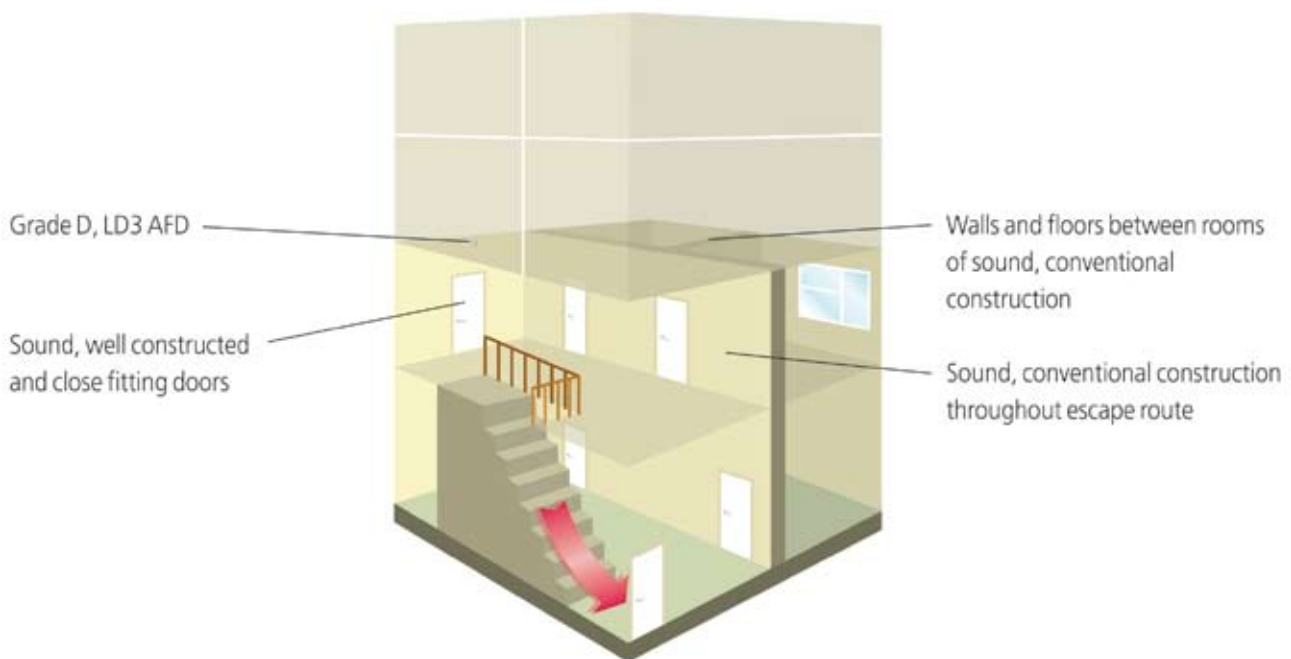 Grade D, LD3 AFD
Sound, well constructed
and close fitting doors
Walls and floors between rooms
of sound, conventional
construction
Sound, conventional construction
throughout escape route